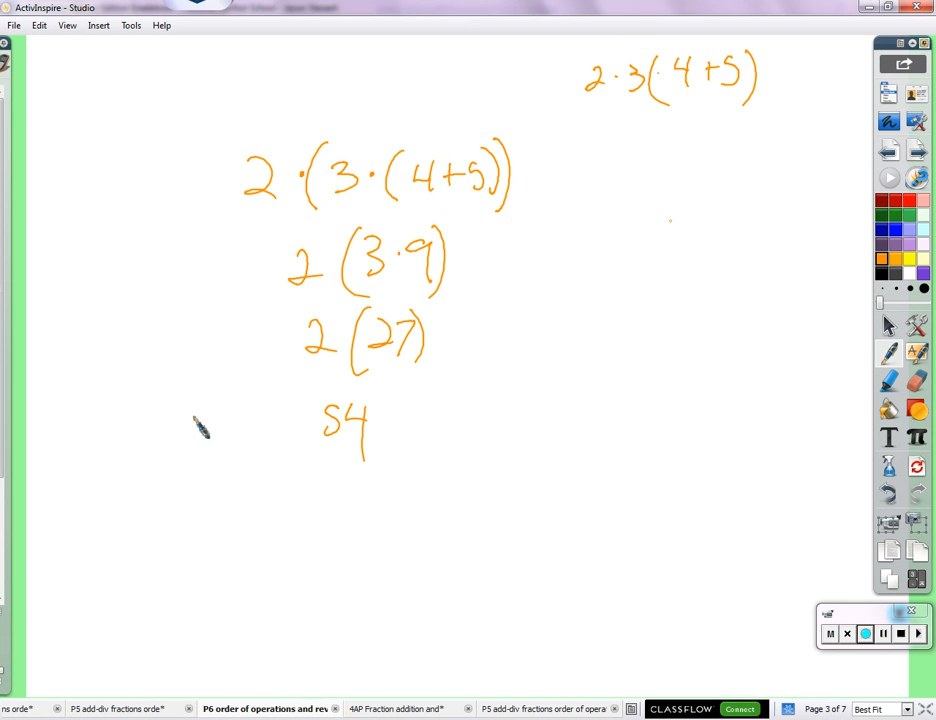 ActivInspire - Studio
File Edit View Insert Tools Help
2 · 3 (· 4 + 5)
2 · (3 · (4 + 5))
2 (3 · 9)
2 (27)
54
M
ns orde* P5 add-div fractions orde* P6 order of operations and rev 4AP Fraction addition and* P5 add-div fractions order of operat CLASSFLOW Connect Page 3 of 7 Best Fit